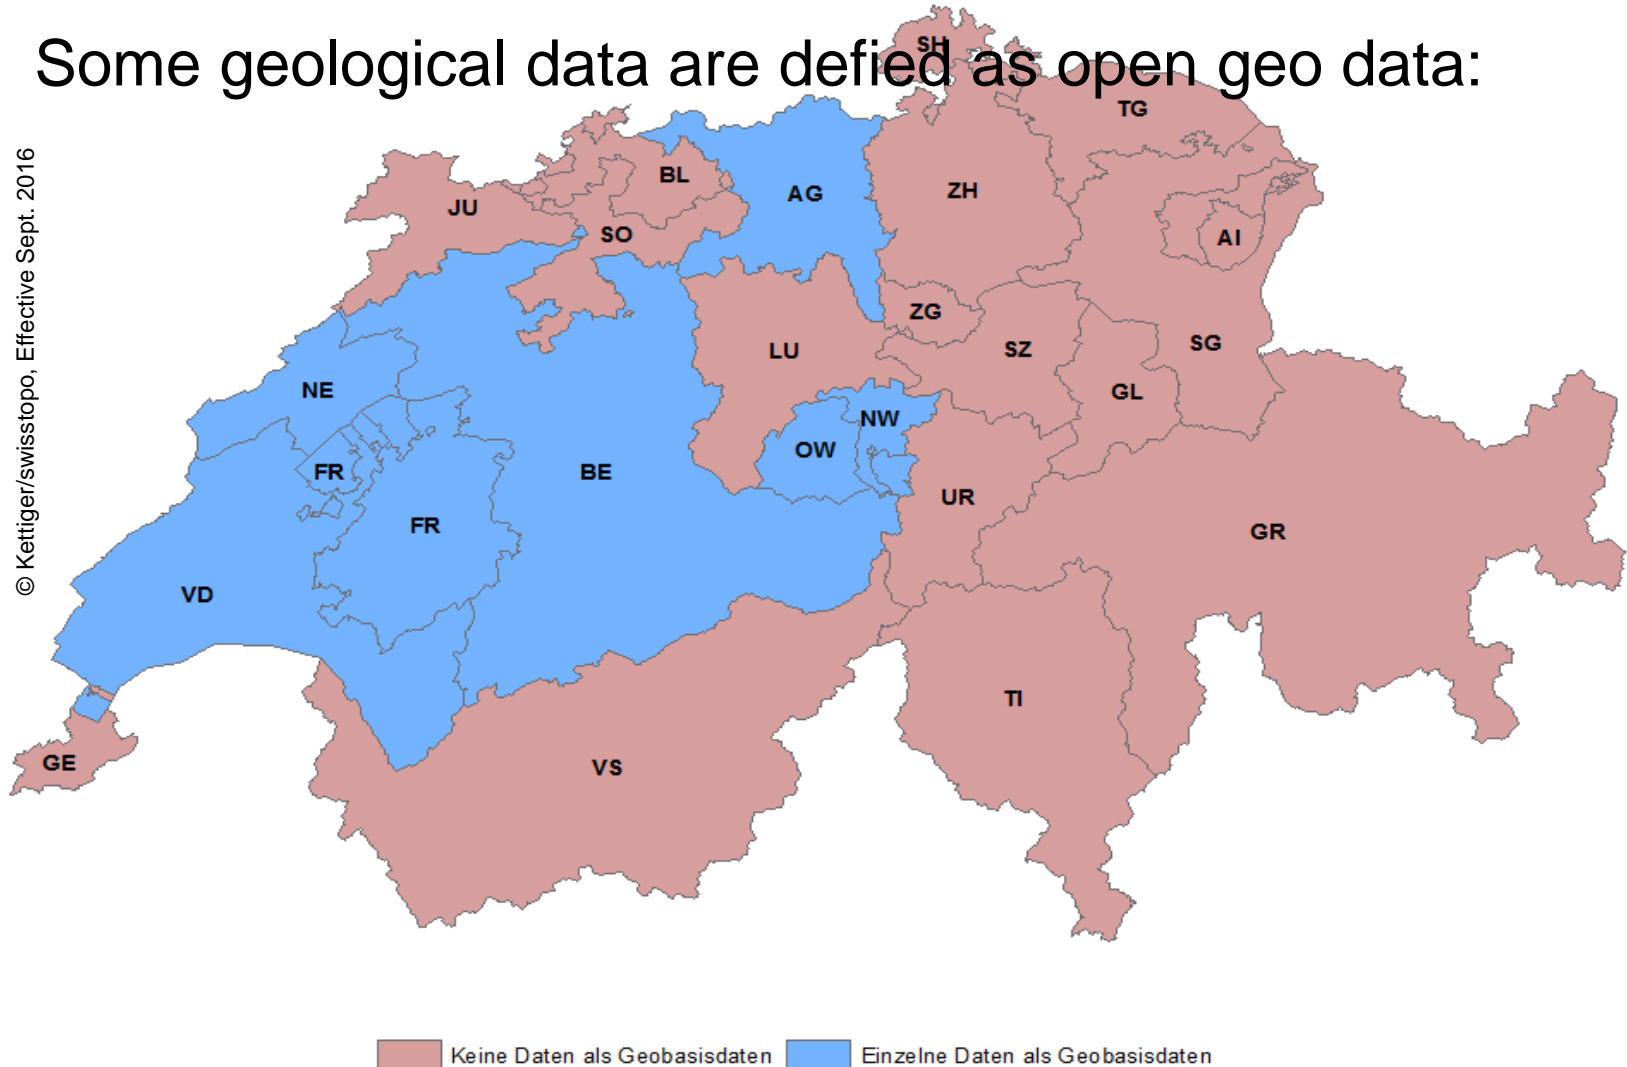 Some geological data are defied as open geo data:
© Kettiger/swisstopo, Effective Sept. 2016
SH
TG
BL
AG
ZH
JU
SO
AI
ZG
LU
SZ
SG
NE
GL
NW
OW
FR
BE
UR
FR
GR
VD
TI
GE
VS
Keine Daten als Geobasisdaten
Einzelne Daten als Geobasisdaten